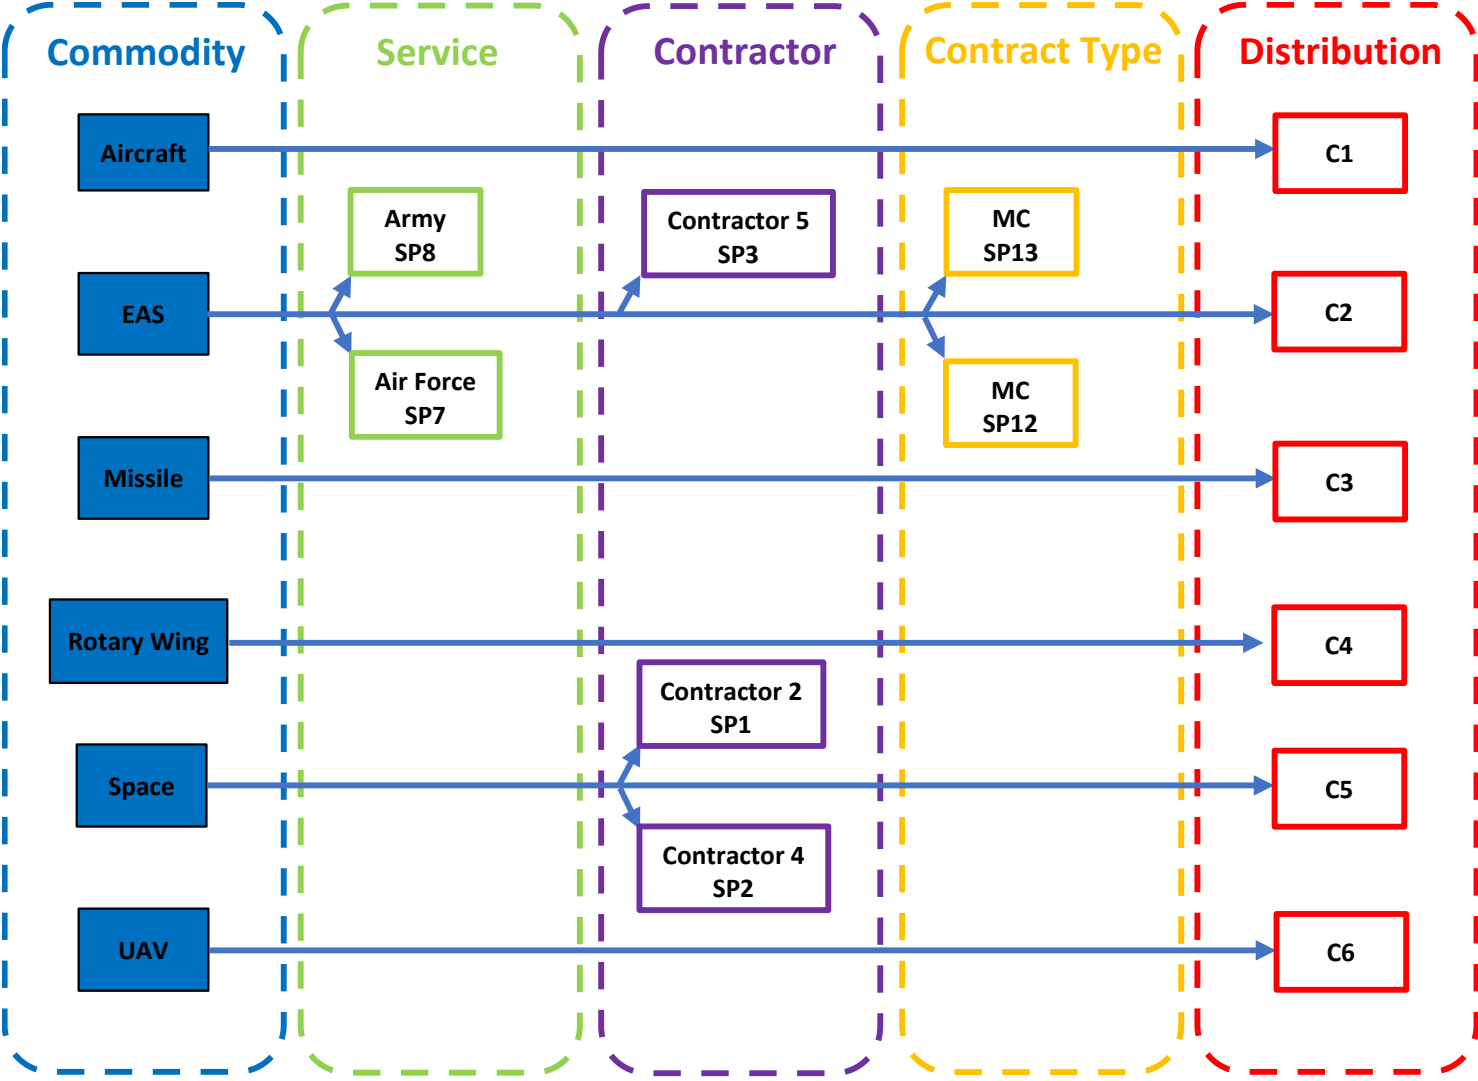 Commodity
Service
Contractor
Contract Type
Distribution
Aircraft
C1
Army
SP8
Contractor 5
SP3
MC
SP13
EAS
C2
Air Force
SP7
MC
SP12
Missile
C3
Rotary Wing
C4
Contractor 2
SP1
Space
C5
Contractor 4
SP2
UAV
C6